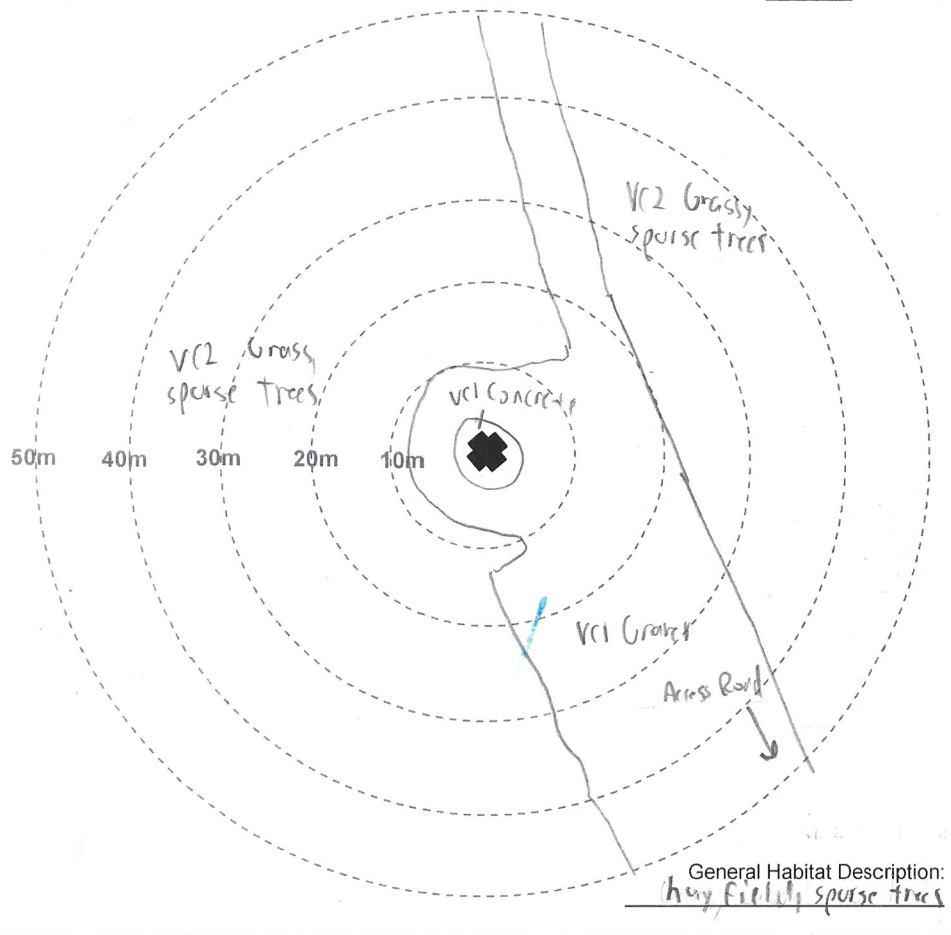 VC2 Grassy
sparse trees
VC2 Grass,
sparse trees
VC1 Concrete
50m 40m 30m 20m 10m
VC1 Gravel
Access Road
General Habitat Description:
hay field, sparse trees